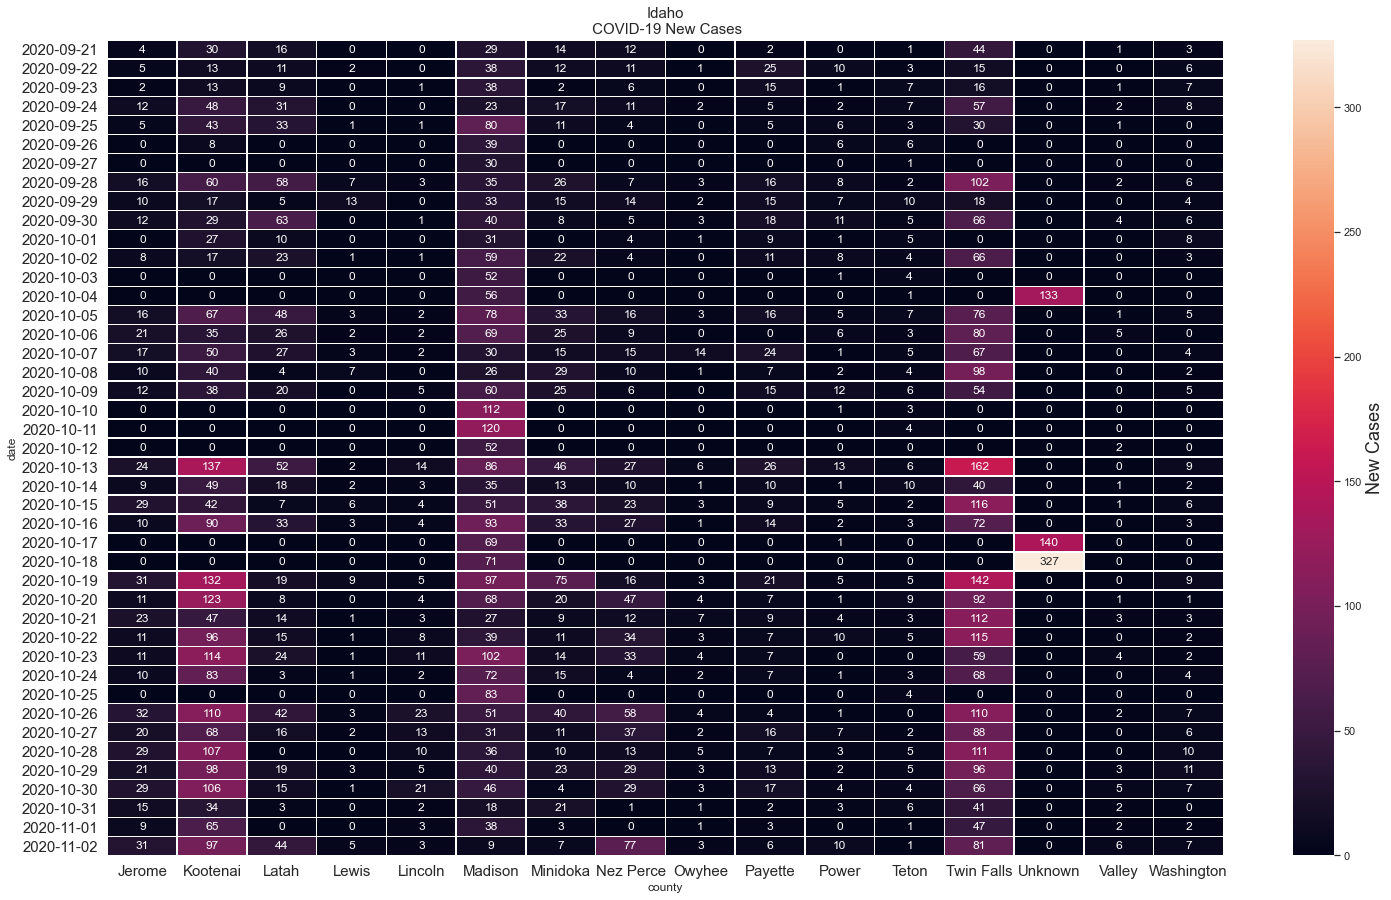 Idaho
COVID-19 New Cases
2020-09-21 4 30 16 0 0 29 14 12 0 2 0 1 44 0 1 3
2020-09-22 5 13 11 2 0 38 12 11 1 25 10 3 15 0 0 6
2020-09-23 2 13 9 0 1 38 2 6 0 15 1 7 16 0 1 7
2020-09-24 12 48 31 0 0 23 17 11 2 5 2 7 57 0 2 8
2020-09-25 5 43 33 1 1 80 11 4 0 5 6 3 30 0 1 0
2020-09-26 0 8 0 0 0 39 0 0 0 0 6 6 0 0 0 0
2020-09-27 0 0 0 0 0 30 0 0 0 0 0 1 0 0 0 0
2020-09-28 16 60 58 7 3 35 26 7 3 16 8 2 102 0 2 6
2020-09-29 10 17 5 13 0 33 15 14 2 15 7 10 18 0 0 4
2020-09-30 12 29 63 0 1 40 8 5 3 18 11 5 66 0 4 6
2020-10-01 0 27 10 0 0 31 0 4 1 9 1 5 0 0 0 8
2020-10-02 8 17 23 1 1 59 22 4 0 11 8 4 66 0 0 3
2020-10-03 0 0 0 0 0 52 0 0 0 0 1 4 0 0 0 0
2020-10-04 0 0 0 0 0 56 0 0 0 0 0 1 0 133 0 0
2020-10-05 16 67 48 3 2 78 33 16 3 16 5 7 76 0 1 5
2020-10-06 21 35 26 2 2 69 25 9 0 0 6 3 80 0 5 0
2020-10-07 17 50 27 3 2 30 15 15 14 24 1 5 67 0 0 4
2020-10-08 10 40 4 7 0 26 29 10 1 7 2 4 98 0 0 2
2020-10-09 12 38 20 0 5 60 25 6 0 15 12 6 54 0 0 5
2020-10-10 0 0 0 0 0 112 0 0 0 0 1 3 0 0 0 0
2020-10-11 0 0 0 0 0 120 0 0 0 0 0 4 0 0 0 0
2020-10-12 0 0 0 0 0 52 0 0 0 0 0 0 0 0 2 0
2020-10-13 24 137 52 2 14 86 46 27 6 26 13 6 162 0 0 9
2020-10-14 9 49 18 2 3 35 13 10 1 10 1 10 40 0 1 2
2020-10-15 29 42 7 6 4 51 38 23 3 9 5 2 116 0 1 6
2020-10-16 10 90 33 3 4 93 33 27 1 14 2 3 72 0 0 3
2020-10-17 0 0 0 0 0 69 0 0 0 0 1 0 0 140 0 0
2020-10-18 0 0 0 0 0 71 0 0 0 0 0 0 0 327 0 0
2020-10-19 31 132 19 9 5 97 75 16 3 21 5 5 142 0 0 9
2020-10-20 11 123 8 0 4 68 20 47 4 7 1 9 92 0 1 1
2020-10-21 23 47 14 1 3 27 9 12 7 9 4 3 112 0 3 3
2020-10-22 11 96 15 1 8 39 11 34 3 7 10 5 115 0 0 2
2020-10-23 11 114 24 1 11 102 14 33 4 7 0 0 59 0 4 2
2020-10-24 10 83 3 1 2 72 15 4 2 7 1 3 68 0 0 4
2020-10-25 0 0 0 0 0 83 0 0 0 0 0 4 0 0 0 0
2020-10-26 32 110 42 3 23 51 40 58 4 4 1 0 110 0 2 7
2020-10-27 20 68 16 2 13 31 11 37 2 16 7 2 88 0 0 6
2020-10-28 29 107 0 0 10 36 10 13 5 7 3 5 111 0 0 10
2020-10-29 21 98 19 3 5 40 23 29 3 13 2 5 96 0 3 11
2020-10-30 29 106 15 1 21 46 4 29 3 17 4 4 66 0 5 7
2020-10-31 15 34 3 0 2 18 21 1 1 2 3 6 41 0 2 0
2020-11-01 9 65 0 0 3 38 3 0 1 3 0 1 47 0 2 2
2020-11-02 31 97 44 5 3 9 7 77 3 6 10 1 81 0 6 7
Jerome Kootenai Latah Lewis Lincoln Madison Minidoka Nez Perce Owyhee Payette Power Teton Twin Falls Unknown Valley Washington
county
date
300
250
200
150
100
50
0
New Cases